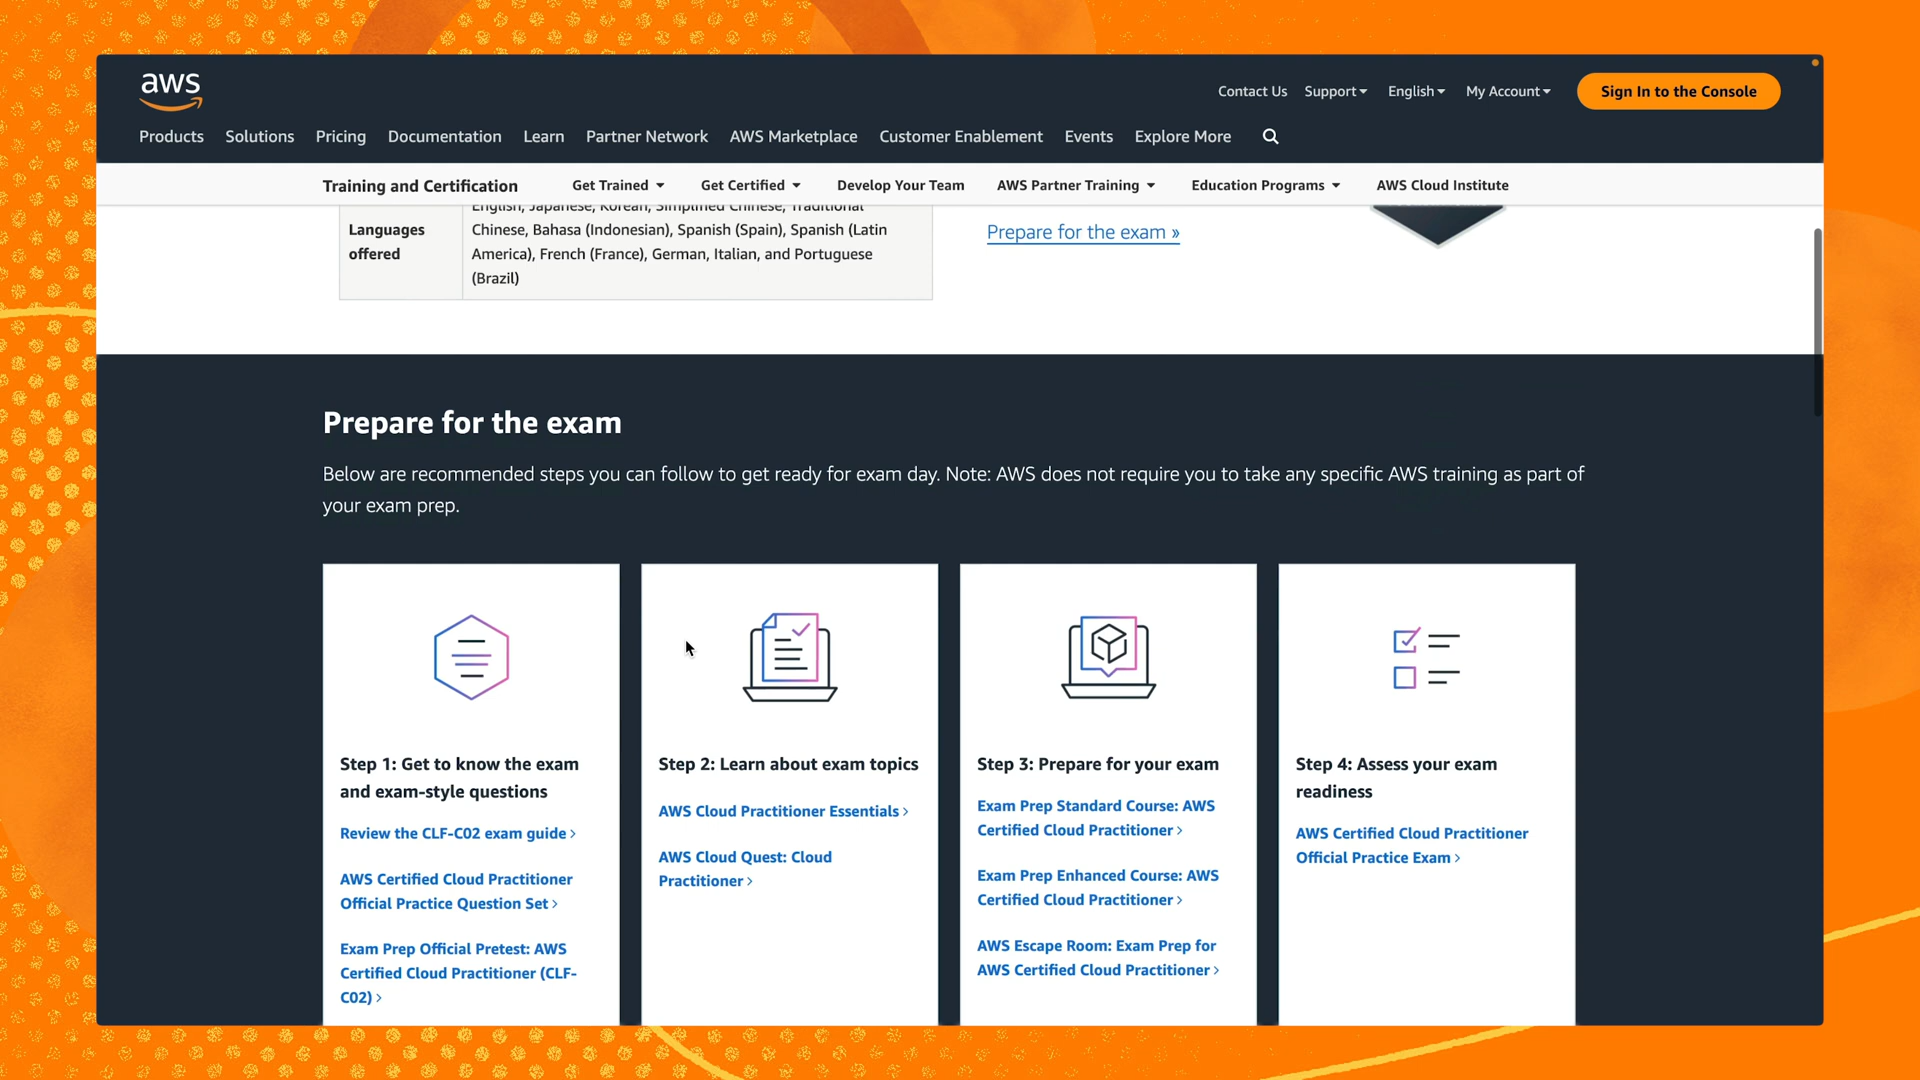 aws
Contact Us Support English My Account Sign In to the Console
Products Solutions Pricing Documentation Learn Partner Network AWS Marketplace Customer Enablement Events Explore More
Training and Certification Get Trained Get Certified Develop Your Team AWS Partner Training Education Programs AWS Cloud Institute
English, Japanese, Korean, Simplified Chinese, Traditional
Languages offered
Chinese, Bahasa (Indonesian), Spanish (Spain), Spanish (Latin
America), French (France), German, Italian, and Portuguese
(Brazil)
Prepare for the exam »
Prepare for the exam
Below are recommended steps you can follow to get ready for exam day. Note: AWS does not require you to take any specific AWS training as part of
your exam prep.
Step 1: Get to know the exam
and exam-style questions
Review the CLF-C02 exam guide ›
AWS Certified Cloud Practitioner
Official Practice Question Set ›
Exam Prep Official Pretest: AWS
Certified Cloud Practitioner (CLF-
C02) ›
Step 2: Learn about exam topics
AWS Cloud Practitioner Essentials ›
AWS Cloud Quest: Cloud
Practitioner ›
Step 3: Prepare for your exam
Exam Prep Standard Course: AWS
Certified Cloud Practitioner ›
Exam Prep Enhanced Course: AWS
Certified Cloud Practitioner ›
AWS Escape Room: Exam Prep for
AWS Certified Cloud Practitioner ›
Step 4: Assess your exam
readiness
AWS Certified Cloud Practitioner
Official Practice Exam ›